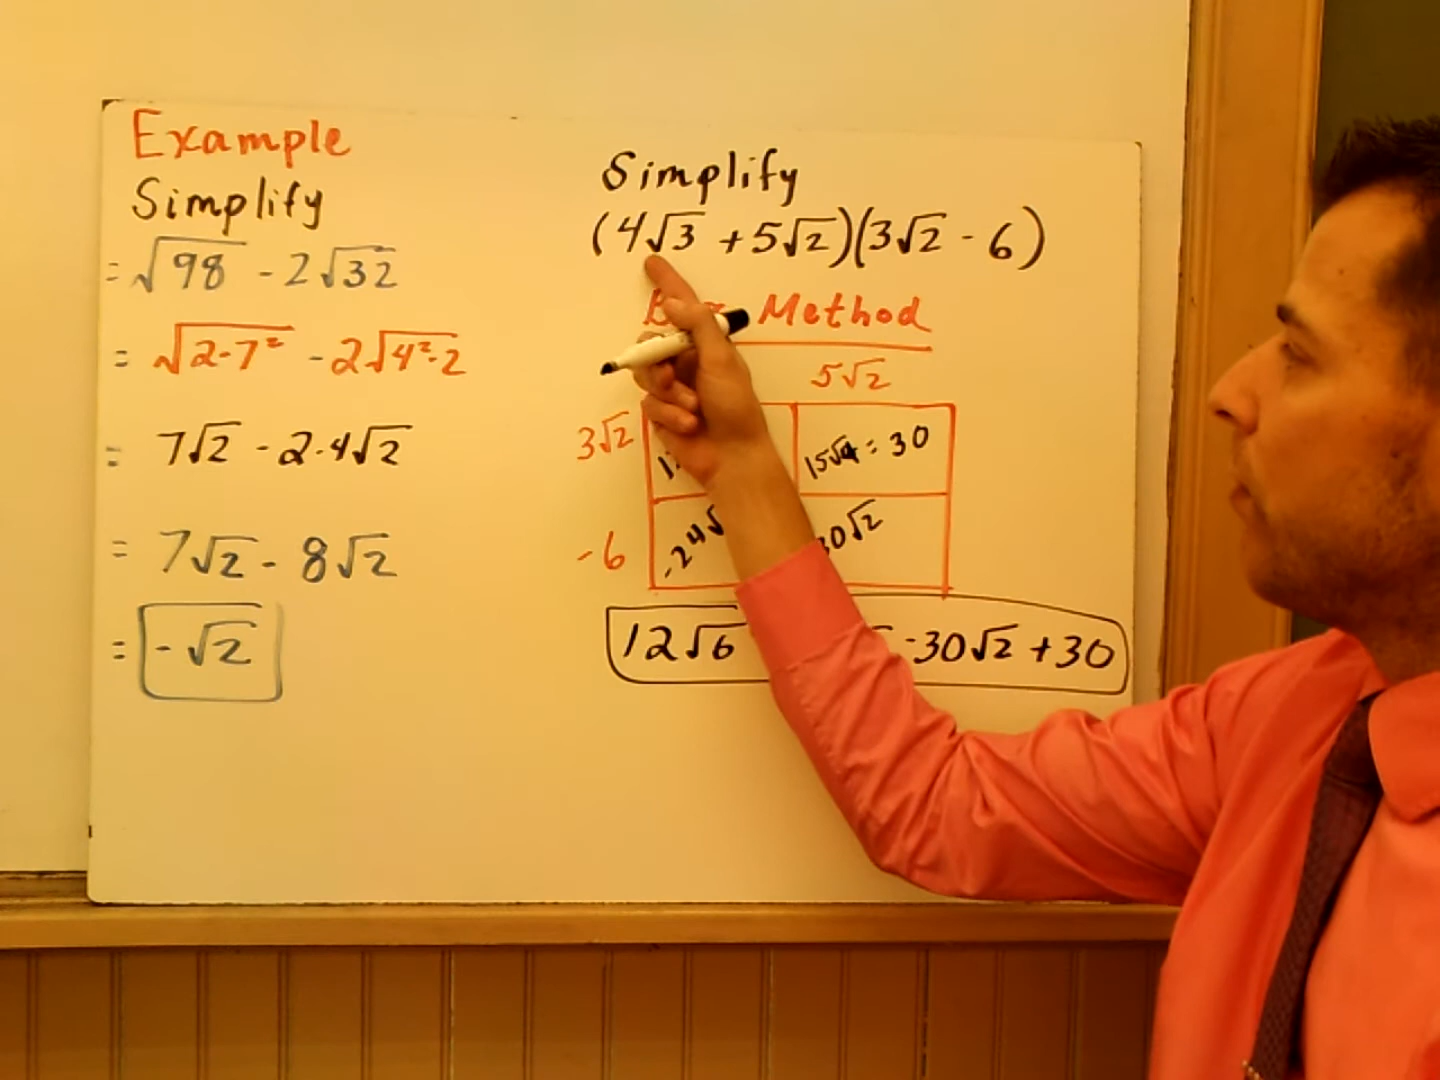 Example
Simplify
= √98 - 2√32
= √2·7² - 2√4²·2
= 7√2 - 2·4√2
= 7√2 - 8√2
= -√2
Simplify
(4√3 + 5√2)(3√2 - 6)
Method
5√2
3√2
15√4 = 30
-6
-24√
30√2
12√6 -30√2 + 30